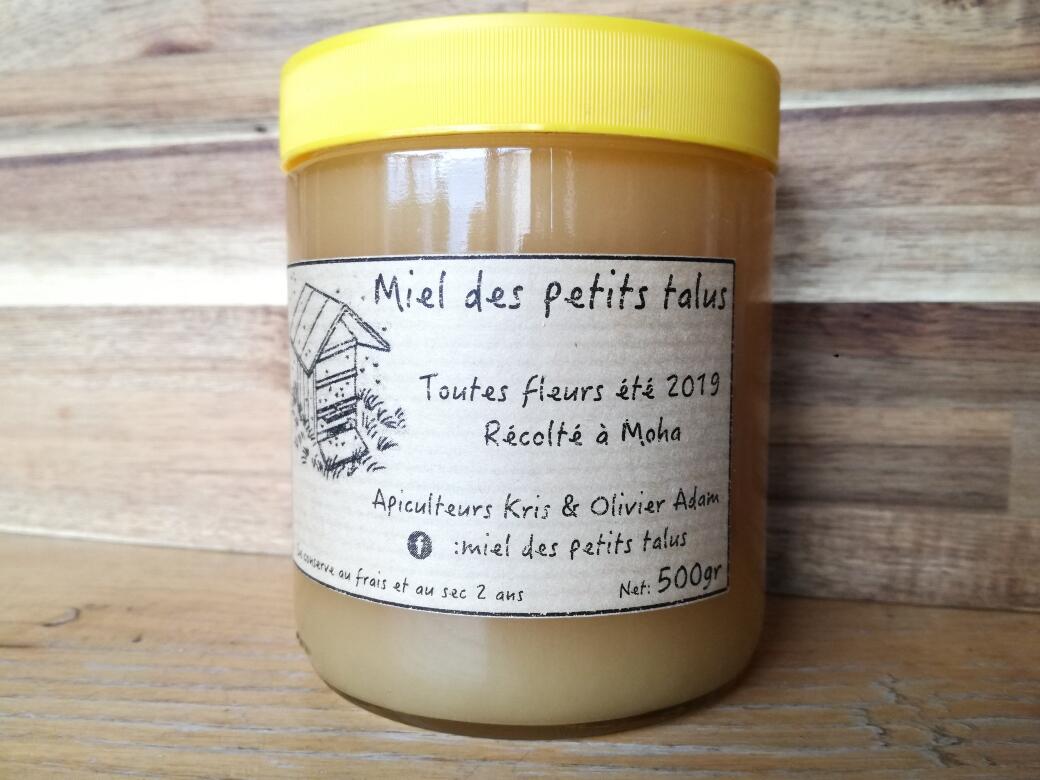 Miel des petits talus
Toutes fleurs été 2019
Récolté à Moha
Apiculteurs Kris & Olivier Adam
f :miel des petits talus
Se conserve au frais et au sec 2 ans
Net: 500gr